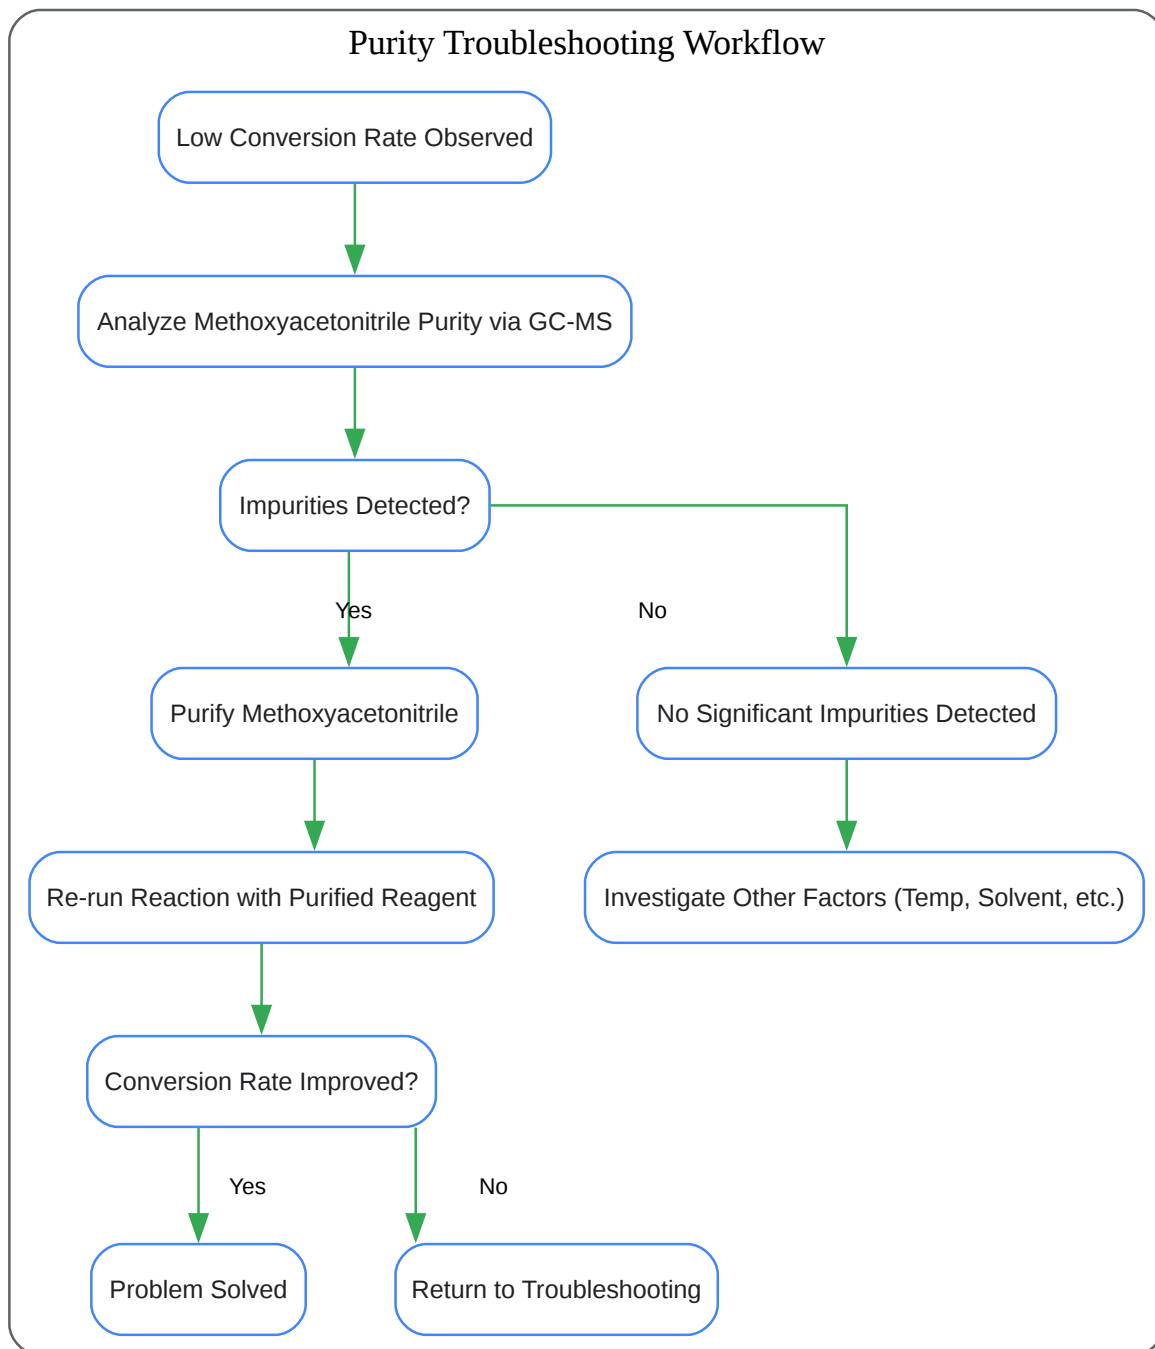 Purity Troubleshooting Workflow
Low Conversion Rate Observed
Analyze Methoxyacetonitrile Purity via GC-MS
Impurities Detected?
Yes
No
Purify Methoxyacetonitrile
No Significant Impurities Detected
Re-run Reaction with Purified Reagent
Investigate Other Factors (Temp, Solvent, etc.)
Conversion Rate Improved?
Yes
No
Problem Solved
Return to Troubleshooting